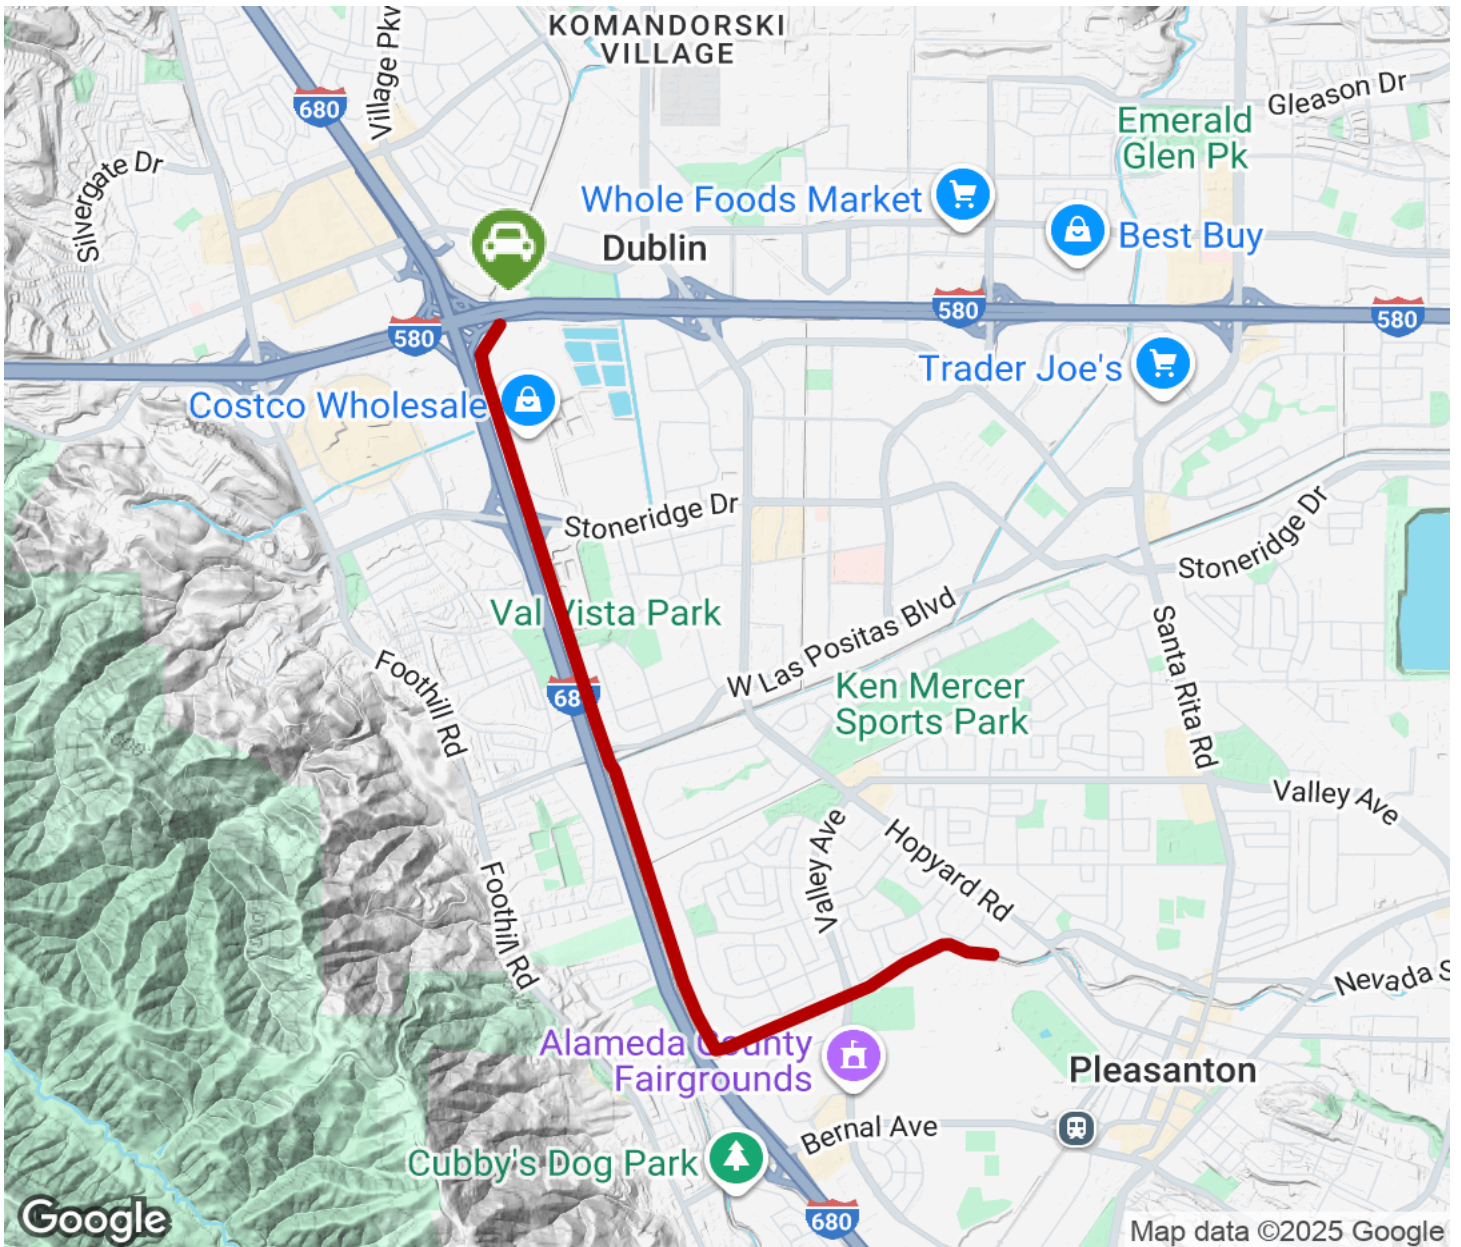 KOMANDORSKI
VILLAGE
Village Pkv
680
Gleason Dr
Emerald
Glen Pk
Silvergate Dr
Whole Foods Market
Best Buy
Dublin
580
580
580
Trader Joe's
Costco Wholesale
Stoneridge Dr
Stoneridge Dr
Val Vista Park
W Las Positas Blvd
Santa Rita Rd
Foothill Rd
68
Ken Mercer
Sports Park
Valley Ave
Valley Ave
Hopyard Rd
Foothill Rd
Nevada S
Alameda County
Fairgrounds
Pleasanton
Bernal Ave
Cubby's Dog Park
680
Google
Map data ©2025 Google